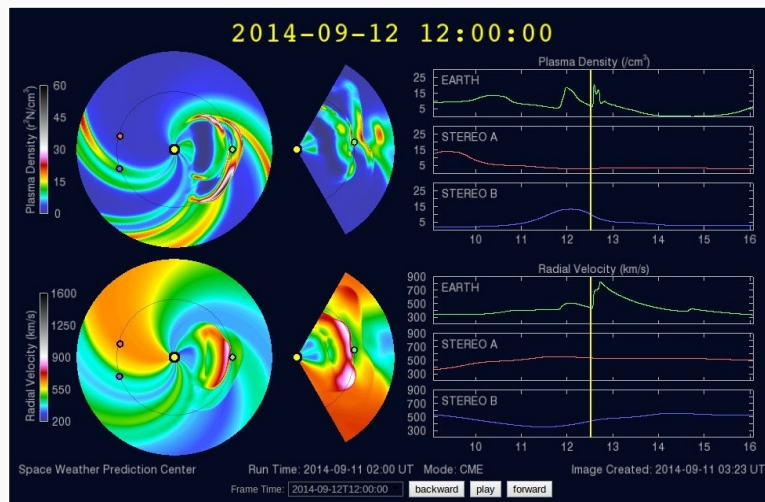 2014-09-12 12:00:00
Plasma Density (r²N/cm³)
60
45
30
15
0
Plasma Density (/cm³)
25
15
5
EARTH
25
15
5
STEREO A
25
15
5
STEREO B
10 11 12 13 14 15 16
Radial Velocity (km/s)
1600
1250
900
550
200
Radial Velocity (km/s)
900
700
500
300
EARTH
900
700
500
300
STEREO A
900
700
500
300
STEREO B
10 11 12 13 14 15 16
Space Weather Prediction Center Run Time: 2014-09-11 02:00 UT Mode: CME Image Created: 2014-09-11 03:23 UT
Frame Time: 2014-09-12T12:00:00 backward play forward